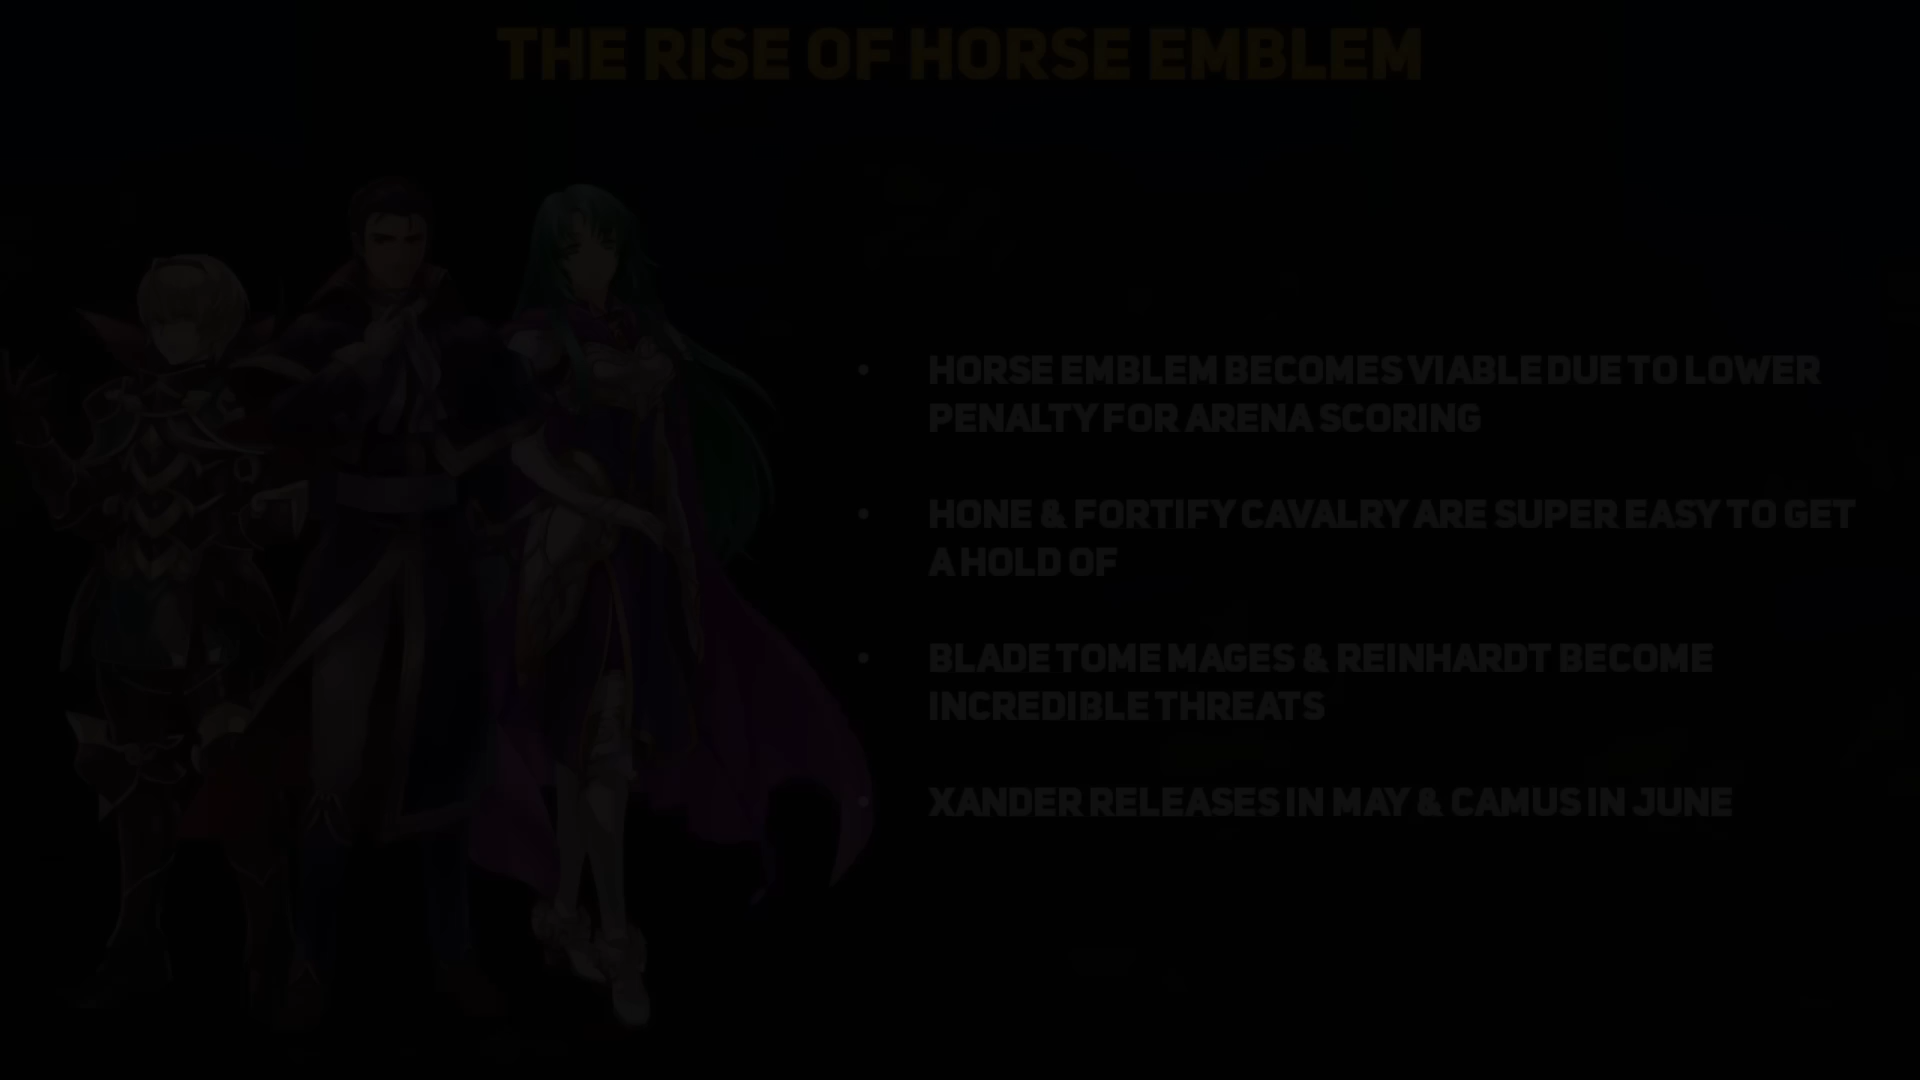 THE RISE OF HORSE EMBLEM
• HORSE EMBLEM BECOMES VIABLE DUE TO LOWER
PENALTY FOR ARENA SCORING
• HONE & FORTIFY CAVALRY ARE SUPER EASY TO GET
A HOLD OF
• BLADE TOME MAGES & REINHARDT BECOME
INCREDIBLE THREATS
• XANDER RELEASES IN MAY & CAMUS IN JUNE